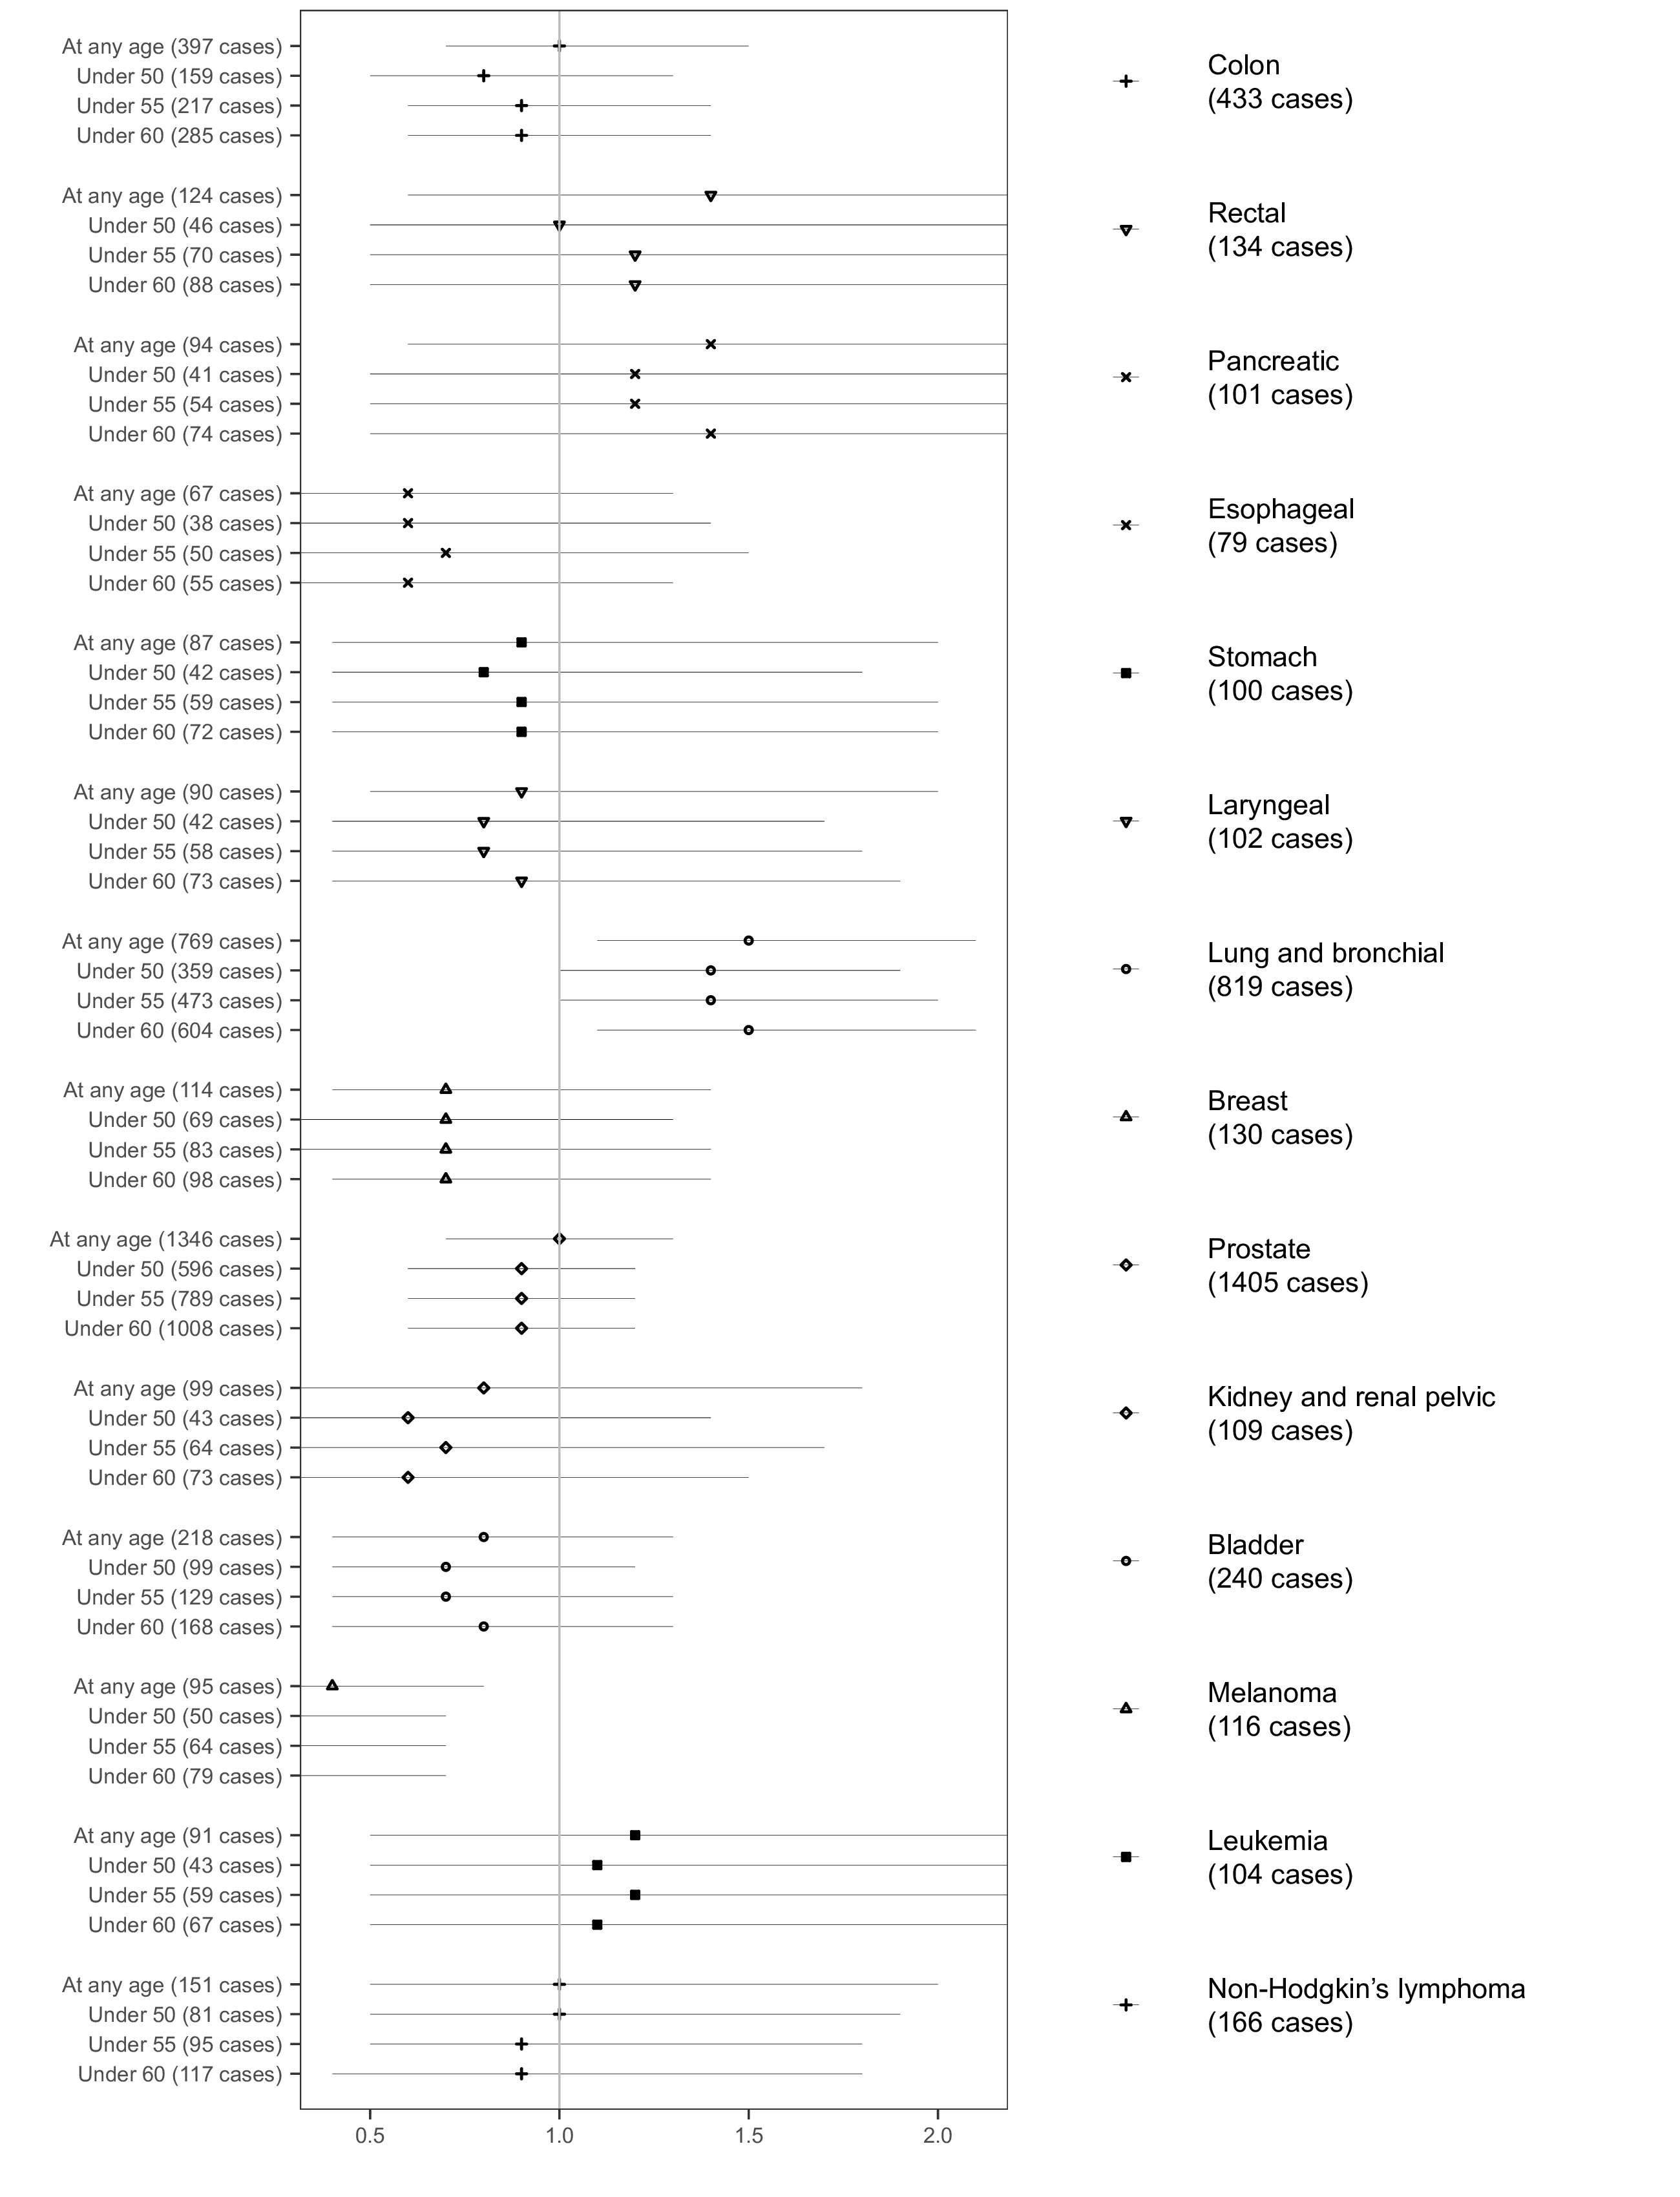 At any age (397 cases)
Under 50 (159 cases)
Under 55 (217 cases)
Under 60 (285 cases)
Colon
(433 cases)
At any age (124 cases)
Under 50 (46 cases)
Under 55 (70 cases)
Under 60 (88 cases)
Rectal
(134 cases)
At any age (94 cases)
Under 50 (41 cases)
Under 55 (54 cases)
Under 60 (74 cases)
Pancreatic
(101 cases)
At any age (67 cases)
Under 50 (38 cases)
Under 55 (50 cases)
Under 60 (55 cases)
Esophageal
(79 cases)
At any age (87 cases)
Under 50 (42 cases)
Under 55 (59 cases)
Under 60 (72 cases)
Stomach
(100 cases)
At any age (90 cases)
Under 50 (42 cases)
Under 55 (58 cases)
Under 60 (73 cases)
Laryngeal
(102 cases)
At any age (769 cases)
Under 50 (359 cases)
Under 55 (473 cases)
Under 60 (604 cases)
Lung and bronchial
(819 cases)
At any age (114 cases)
Under 50 (69 cases)
Under 55 (83 cases)
Under 60 (98 cases)
Breast
(130 cases)
At any age (1346 cases)
Under 50 (596 cases)
Under 55 (789 cases)
Under 60 (1008 cases)
Prostate
(1405 cases)
At any age (99 cases)
Under 50 (43 cases)
Under 55 (64 cases)
Under 60 (73 cases)
Kidney and renal pelvic
(109 cases)
At any age (218 cases)
Under 50 (99 cases)
Under 55 (129 cases)
Under 60 (168 cases)
Bladder
(240 cases)
At any age (95 cases)
Under 50 (50 cases)
Under 55 (64 cases)
Under 60 (79 cases)
Melanoma
(116 cases)
At any age (91 cases)
Under 50 (43 cases)
Under 55 (59 cases)
Under 60 (67 cases)
Leukemia
(104 cases)
At any age (151 cases)
Under 50 (81 cases)
Under 55 (95 cases)
Under 60 (117 cases)
Non-Hodgkin’s lymphoma
(166 cases)
0.5 1.0 1.5 2.0